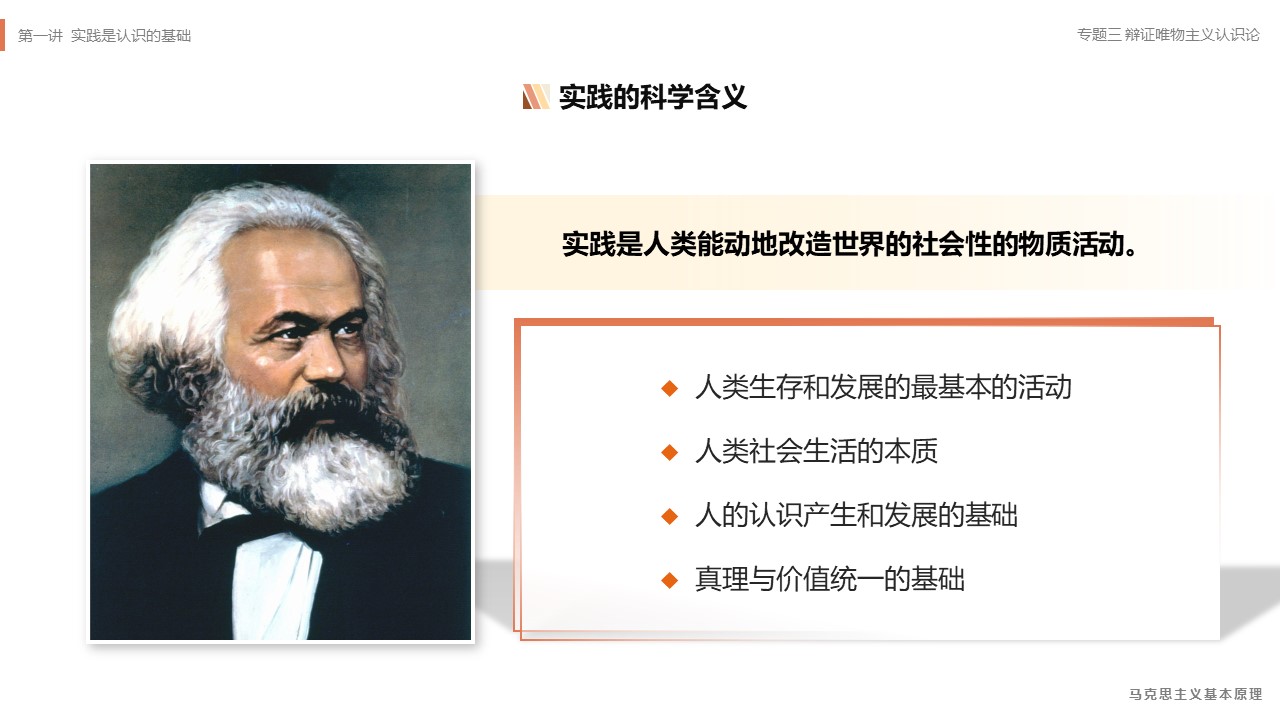 第一讲 实践是认识的基础
专题三 辩证唯物主义认识论
实践的科学含义
实践是人类能动地改造世界的社会性的物质活动。
人类生存和发展的最基本的活动
人类社会生活的本质
人的认识产生和发展的基础
真理与价值统一的基础
马克思主义基本原理